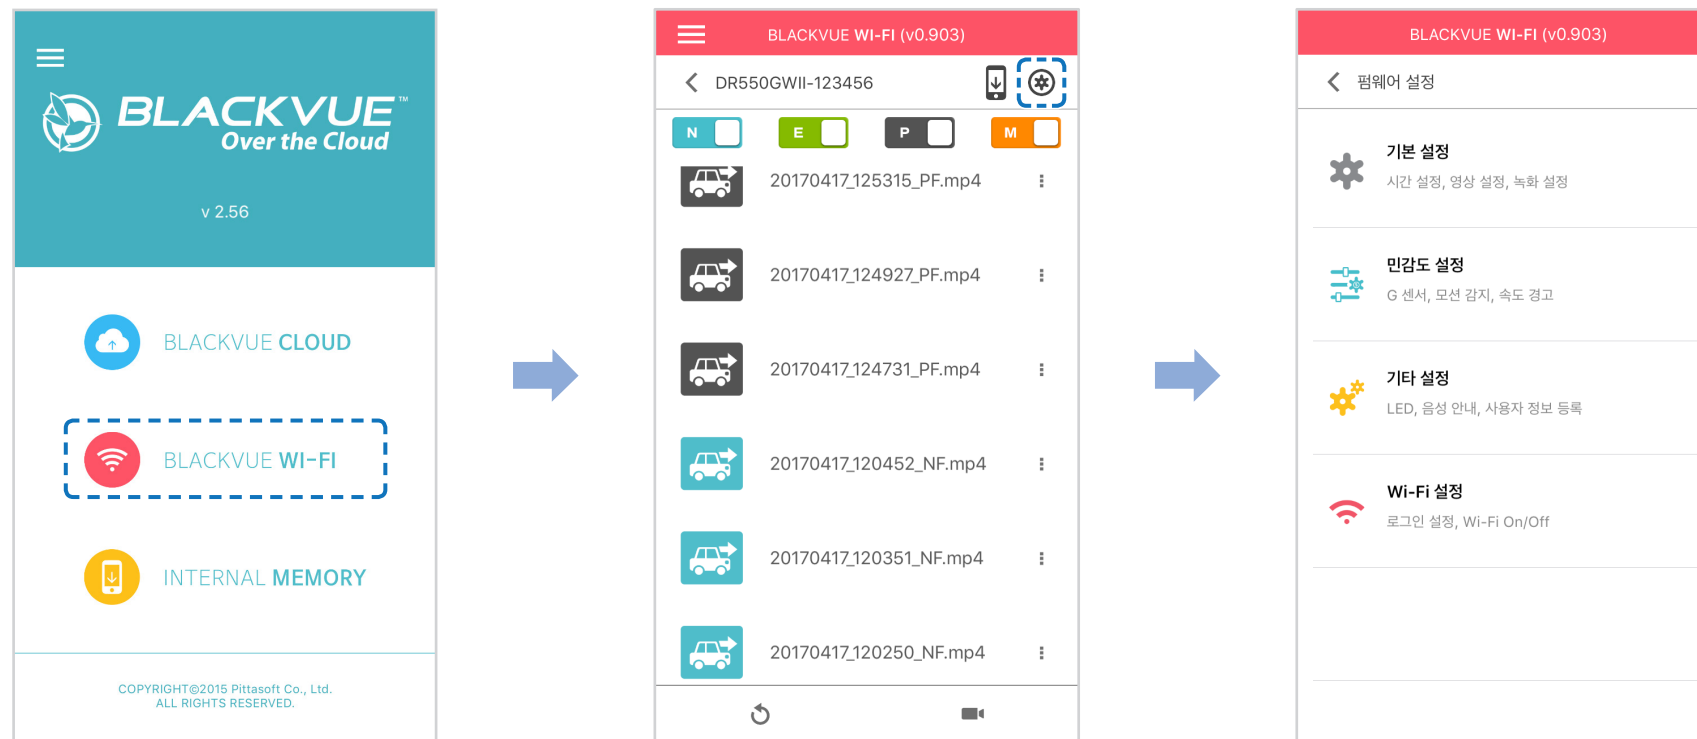 BLACKVUE™
Over the Cloud
v 2.56
BLACKVUE CLOUD
BLACKVUE WI-FI
INTERNAL MEMORY
COPYRIGHT©2015 Pittasoft Co., Ltd.
ALL RIGHTS RESERVED.
BLACKVUE WI-FI (v0.903)
DR550GWII-123456
N E P M
20170417_125315_PF.mp4
20170417_124927_PF.mp4
20170417_124731_PF.mp4
20170417_120452_NF.mp4
20170417_120351_NF.mp4
20170417_120250_NF.mp4
BLACKVUE WI-FI (v0.903)
펌웨어 설정
기본 설정
시간 설정, 영상 설정, 녹화 설정
민감도 설정
G 센서, 모션 감지, 속도 경고
기타 설정
LED, 음성 안내, 사용자 정보 등록
Wi-Fi 설정
로그인 설정, Wi-Fi On/Off